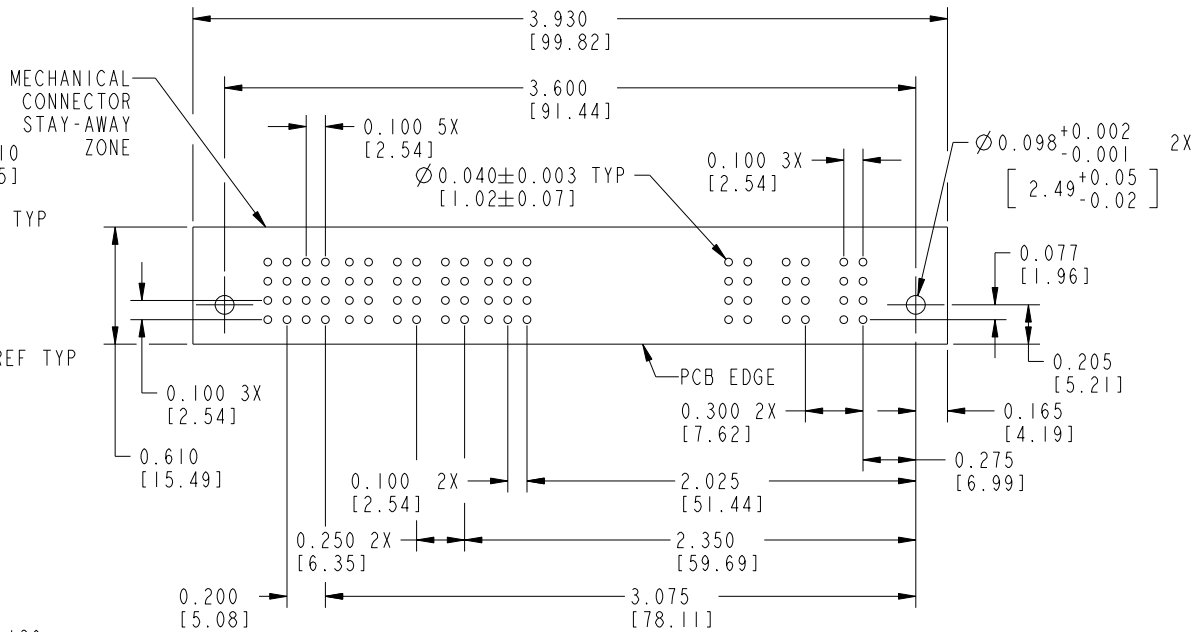 3.930
[99.82]
MECHANICAL
CONNECTOR
STAY-AWAY
ZONE
3.600
[91.44]
0.100 5X
[2.54]
10
5]
TYP
Ø0.040±0.003 TYP
[1.02±0.07]
0.100 3X
[2.54]
Ø0.098 +0.002 -0.001 2X
[2.49 +0.05 -0.02]
0.077
[1.96]
REF TYP
0.100 3X
[2.54]
0.610
[15.49]
PCB EDGE
0.300 2X
[7.62]
0.205
[5.21]
0.165
[4.19]
0.275
[6.99]
0.100 2X
[2.54]
2.025
[51.44]
0.250 2X
[6.35]
2.350
[59.69]
0.200
[5.08]
3.075
[78.11]